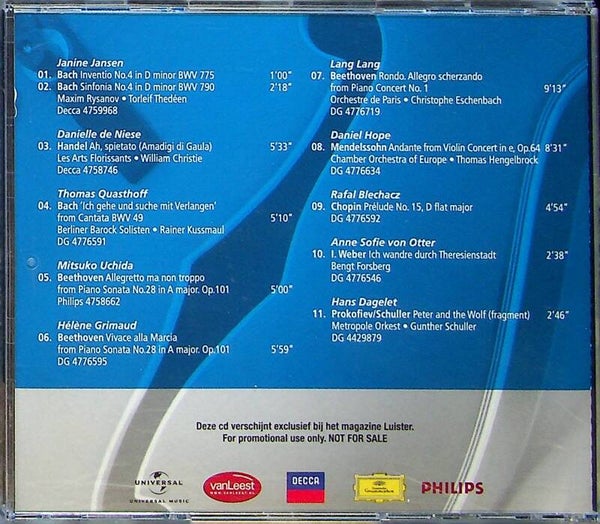 Janine Jansen
01. Bach Inventio No.4 in D minor BWV 775 1'00"
02. Bach Sinfonia No.4 in D minor BWV 790 2'18"
Maxim Rysanov • Torleif Thedéen
Decca 4759968
Danielle de Niese
03. Handel Ah, spietato (Amadigi di Gaula) 5'33"
Les Arts Florissants • William Christie
Decca 4758746
Thomas Quasthoff
04. Bach 'Ich gehe und suche mit Verlangen'
from Cantata BWV 49 5'10"
Berliner Barock Solisten • Rainer Kussmaul
DG 4776591
Mitsuko Uchida
05. Beethoven Allegretto ma non troppo
from Piano Sonata No.28 in A major. Op.101 5'00"
Philips 4758662
Hélène Grimaud
06. Beethoven Vivace alla Marcia
from Piano Sonata No.28 in A major. Op.101 5'59"
DG 4776595
Lang Lang
07. Beethoven Rondo. Allegro scherzando
from Piano Concert No. 1 9'13"
Orchestre de Paris • Christoph Eschenbach
DG 4776719
Daniel Hope
08. Mendelssohn Andante from Violin Concert in e, Op.64 8'31"
Chamber Orchestra of Europe • Thomas Hengelbrock
DG 4776634
Rafal Blechacz
09. Chopin Prélude No. 15, D flat major 4'54"
DG 4776592
Anne Sofie von Otter
10. I. Weber Ich wandre durch Theresienstadt 2'38"
Bengt Forsberg
DG 4776546
Hans Dagelet
11. Prokofiev/Schuller Peter and the Wolf (fragment) 2'46"
Metropole Orkest • Gunther Schuller
DG 4429879
Deze cd verschijnt exclusief bij het magazine Luister.
For promotional use only. NOT FOR SALE
UNIVERSAL
UNIVERSAL MUSIC
vanLeest
WWW.VANLEEST.NL
DECCA
PHILIPS